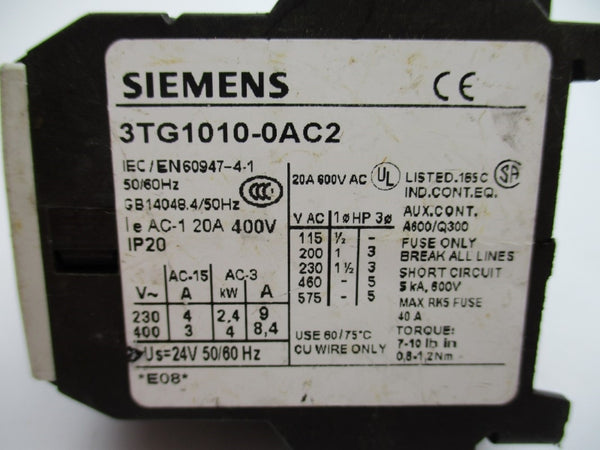 SIEMENS
CE
3TG1010-0AC2
IEC/EN60947-4-1
50/60Hz
GB14048.4/50Hz
CCC
Ie AC-1 20A 400V
IP20
AC-15 AC-3
V~ A kW A
230 4 2,4 9
400 3 4 8,4
Us=24V 50/60 Hz
*E08*
20A 600V AC
UL
LISTED.165C
SA
IND.CONT.EQ.
V AC 1ø HP 3ø
115 ½ -
200 1 3
230 1½ 3
460 - 5
575 - 5
USE 60/75°C
CU WIRE ONLY
AUX.CONT.
A600/Q300
FUSE ONLY
BREAK ALL LINES
SHORT CIRCUIT
5 kA, 600V
MAX RK5 FUSE
40 A
TORQUE:
7-10 lb in
0,8-1,2Nm